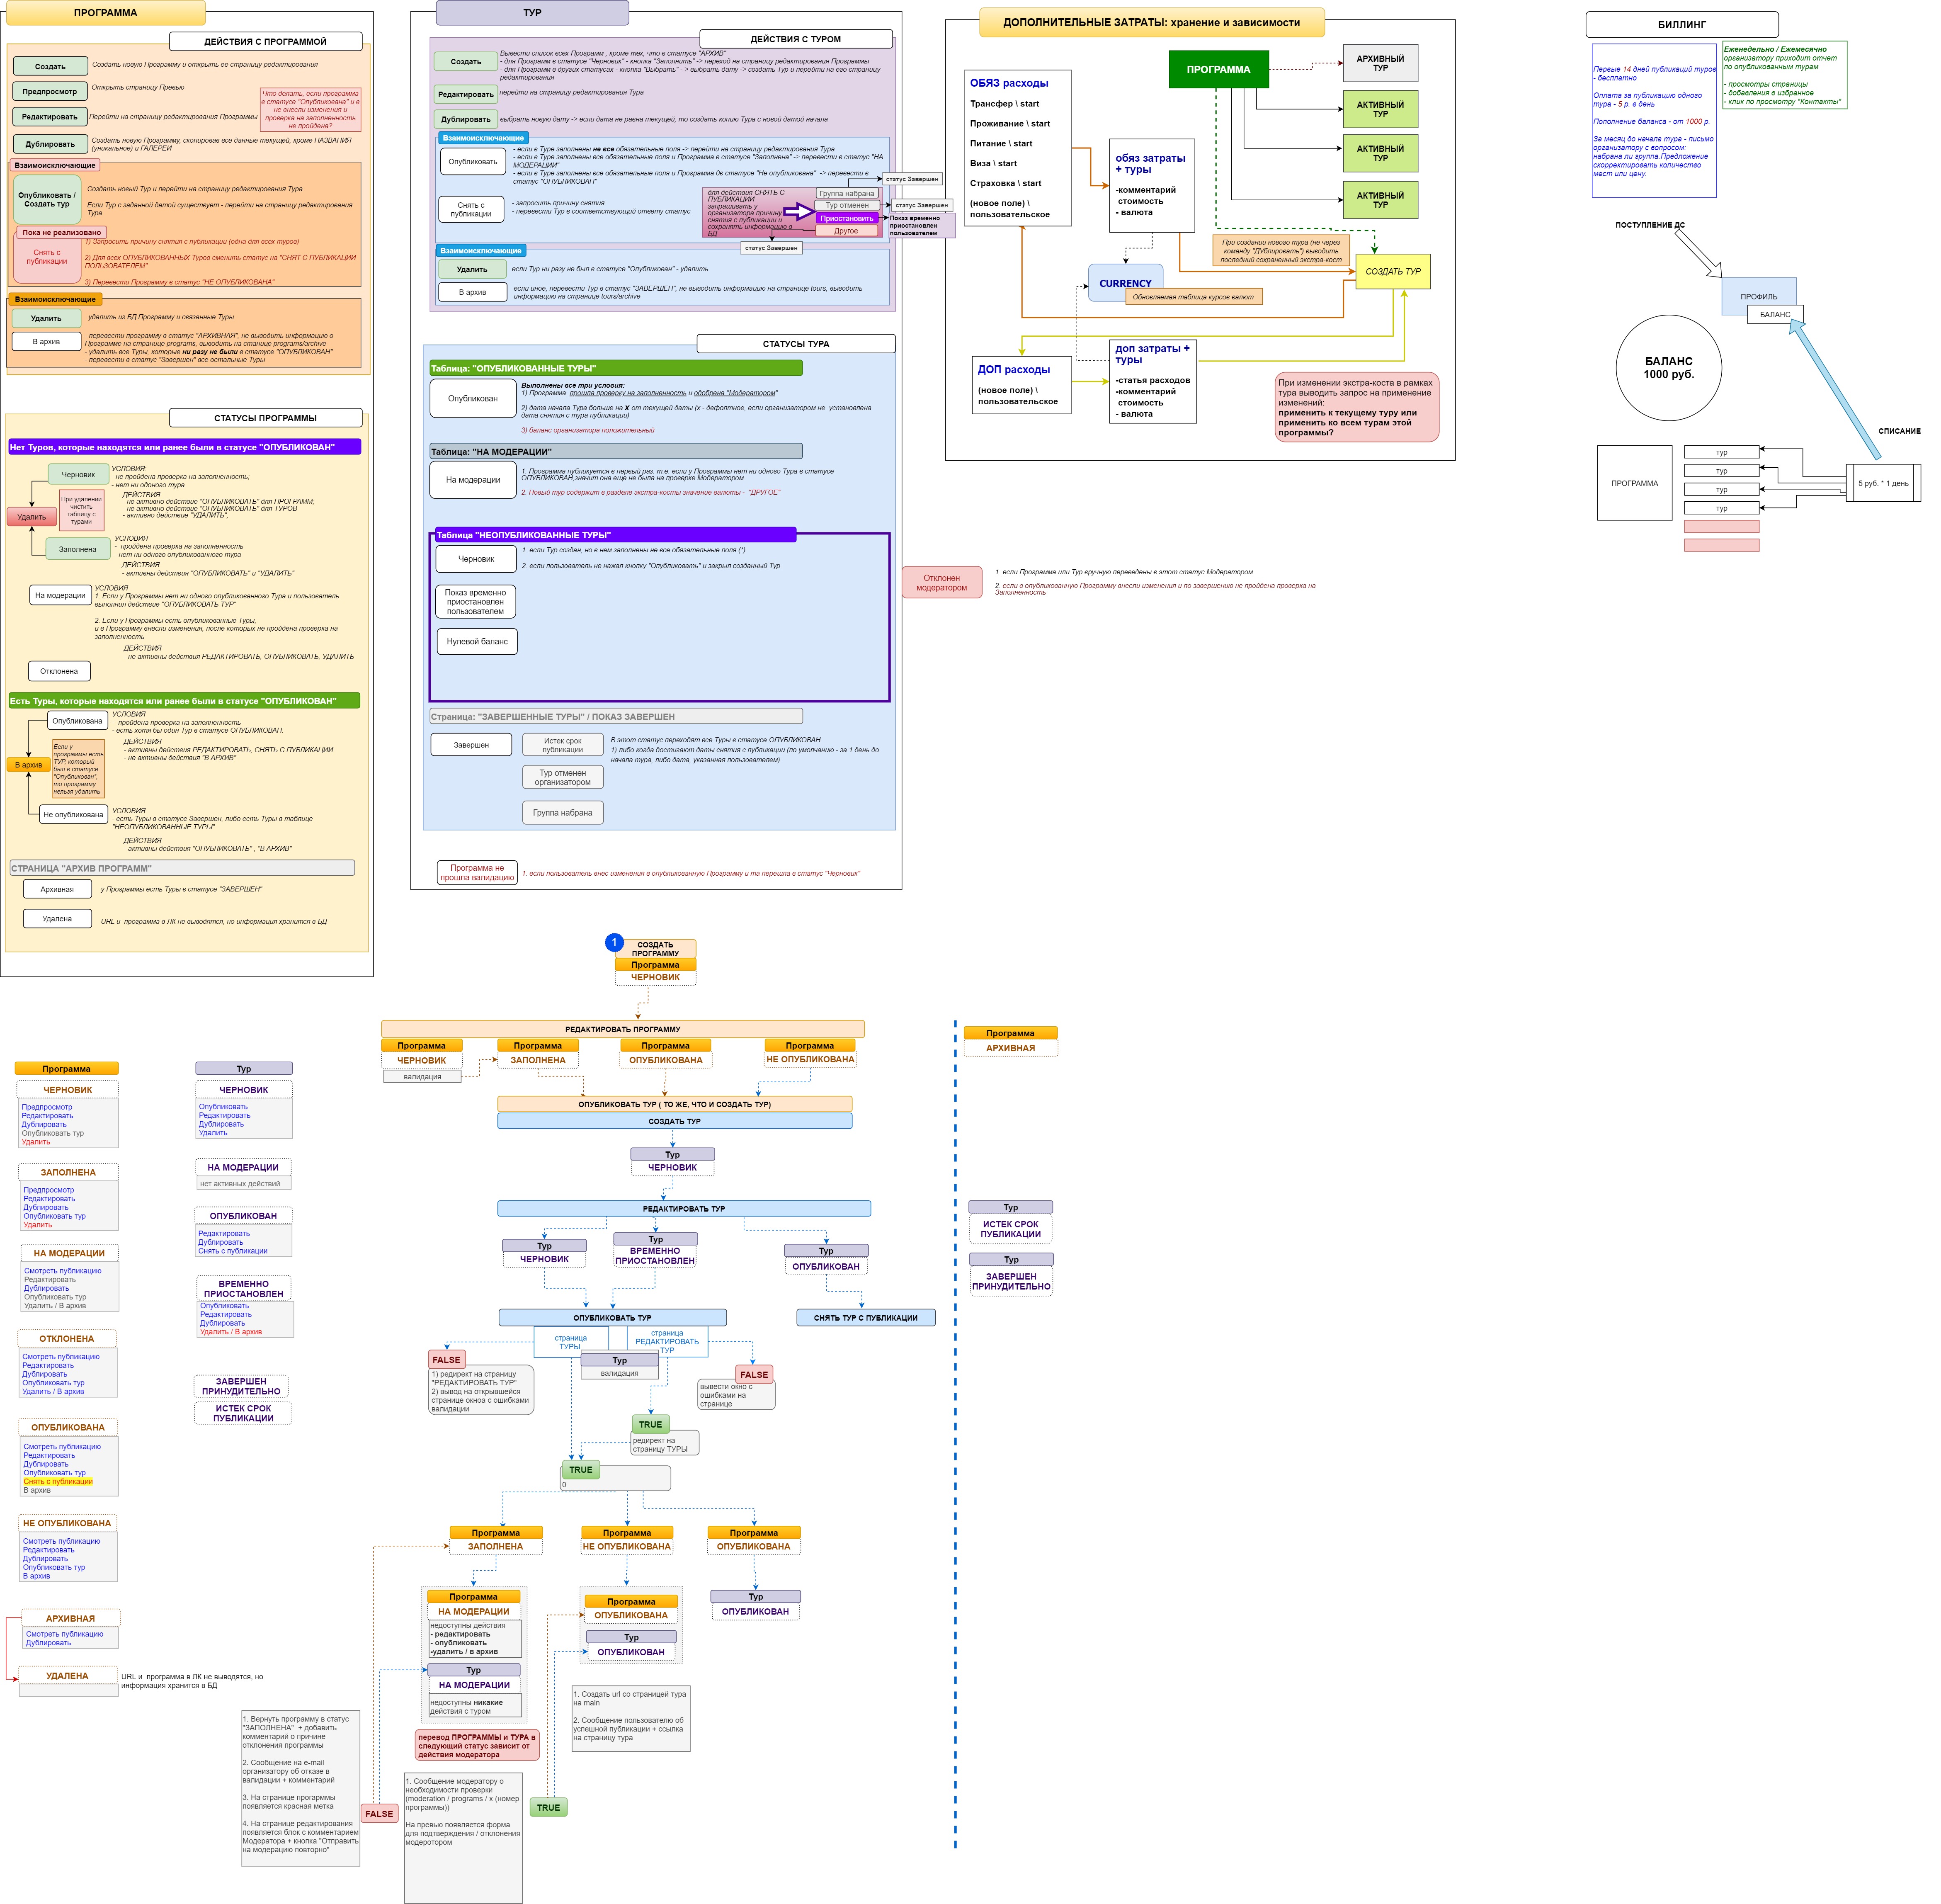 ПРОГРАММА
ДЕЙСТВИЯ С ПРОГРАММОЙ
Создать
Создать новую Программу и открыть ее страницу редактирования
Предпросмотр
Открыть страницу Превью
Что делать, если программа
в статусе "Опубликована" и в
не внесли изменения и
проверка на заполненность
не пройдена?
Редактировать
Перейти на страницу редактирования Программы
Дублировать
Создать новую Программу, скопировав все данные текущей, кроме НАЗВАНИЯ
(уникальное) и ГАЛЕРЕИ
Взаимоисключающие
Опубликовать /
Создать тур
Создать новый Тур и перейти на страницу редактирования Тура
Если Тур с заданной датой существует - перейти на страницу редактирования
Тура
Пока не реализовано
Снять с
публикации
1) Запросить причину снятия с публикации (одна для всех туров)
2) Для всех ОПУБЛИКОВАННЫХ Туров сменить статус на "СНЯТ С ПУБЛИКАЦИИ
ПОЛЬЗОВАТЕЛЕМ"
3) Перевести Программу в статус "НЕ ОПУБЛИКОВАНА"
Взаимоисключающие
Удалить
удалить из БД Программу и связанные Туры
В архив
- перевести программу в статус "АРХИВНАЯ", не выводить информацию о
Программе на странице programs, выводить на станице programs/archive
- удалить все Туры, которые ни разу не были в статусе "ОПУБЛИКОВАН"
- перевести в статус "Завершен" все остальные Туры
СТАТУСЫ ПРОГРАММЫ
Нет Туров, которые находятся или ранее были в статусе "ОПУБЛИКОВАН"
Черновик
УСЛОВИЯ
- не пройдена проверка на заполненность;
- нет ни одного тура
ДЕЙСТВИЯ
- не активно действие "ОПУБЛИКОВАТЬ" для ПРОГРАММ;
- не активно действие "ОПУБЛИКОВАТЬ" для ТУРОВ
- активно действие "УДАЛИТЬ",
При удалении
чистить
таблицу с
турами
Удалить
Заполнена
УСЛОВИЯ
- пройдена проверка на заполненность
- нет ни одного опубликованного тура
ДЕЙСТВИЯ
- активны действия "ОПУБЛИКОВАТЬ" и "УДАЛИТЬ"
На модерации
УСЛОВИЯ
1. Если у Программы нет ни одного опубликованного Тура и пользователь
выполнил действие "ОПУБЛИКОВАТЬ ТУР"
2. Если у Программы есть опубликованные Туры,
и в Программу внесли изменения, после которых не пройдена проверка на
заполненность
ДЕЙСТВИЯ
- не активны действия РЕДАКТИРОВАТЬ, ОПУБЛИКОВАТЬ, УДАЛИТЬ
Отклонена
Есть Туры, которые находятся или ранее были в статусе "ОПУБЛИКОВАН"
Опубликована
УСЛОВИЯ
- пройдена проверка на заполненность
- есть хотя бы один Тур в статусе ОПУБЛИКОВАН.
ДЕЙСТВИЯ
- активны действия РЕДАКТИРОВАТЬ, СНЯТЬ С ПУБЛИКАЦИИ
- не активны действия "В АРХИВ"
Если у
программы есть
ТУР, который
был в статусе
"Опубликован",
то программу
нельзя удалить
В архив
Не опубликована
УСЛОВИЯ
- есть Туры в статусе Завершен, либо есть Туры в таблице
"НЕОПУБЛИКОВАННЫЕ ТУРЫ"
ДЕЙСТВИЯ
- активны действия "ОПУБЛИКОВАТЬ" , "В АРХИВ"
СТРАНИЦА "АРХИВ ПРОГРАММ"
Архивная
у Программы есть Туры в статусе "ЗАВЕРШЕН"
Удалена
URL и программа в ЛК не выводятся, но информация хранится в БД
ТУР
ДЕЙСТВИЯ С ТУРОМ
Создать
Вывести список всех Программ , кроме тех, что в статусе "АРХИВ"
- для Программ в статусе "Черновик" - кнопка "Заполнить" -> переход на страницу редактирования Программы
- для Программ в других статусах - кнопка "Выбрать" - > выбрать дату -> создать Тур и перейти на его страницу
редактирования
Редактировать
перейти на страницу редактирования Тура
Дублировать
выбрать новую дату -> если дата не равна текущей, то создать копию Тура с новой датой начала
Взаимоисключающие
Опубликовать
- если в Туре заполнены не все обязательные поля -> перейти на страницу редактирования Тура
- если в Туре заполнены все обязательные поля и Программа в статусе "Заполнена" -> перевести в статус "НА
МОДЕРАЦИИ"
- если в Туре заполнены все обязательные поля и Программа 0в статусе "Не опубликована" -> перевести в
статус "ОПУБЛИКОВАН"
Снять с
публикации
- запросить причину снятия
- перевести Тур в соответствующий ответу статус
для действия СНЯТЬ С
ПУБЛИКАЦИИ
запрашивать у
организатора причину
снятия с публикации и
сохранять информацию в
БД
Группа набрана
Тур отменен
Приостановить
Другое
статус Завершен
статус Завершен
Показ временно
приостановлен
пользователем
статус Завершен
Взаимоисключающие
Удалить
если Тур ни разу не был в статусе "Опубликован" - удалить
В архив
если иное, перевести Тур в статус "ЗАВЕРШЕН", не выводить информацию на странице tours, выводить
информацию на странице tours/archive
СТАТУСЫ ТУРА
Таблица: "ОПУБЛИКОВАННЫЕ ТУРЫ"
Опубликован
Выполнены все три условия:
1) Программа прошла проверку на заполненность и одобрена "Модератором"
2) дата начала Тура больше на X от текущей даты (х - дефолтное, если организатором не установлена
дата снятия с тура публикации)
3) баланс организатора положительный
Таблица: "НА МОДЕРАЦИИ"
На модерации
1. Программа публикуется в первый раз: т.е. если у Программы нет ни одного Тура в статусе
ОПУБЛИКОВАН,значит она еще не была на проверке Модератором
2. Новый тур содержит в разделе экстра-косты значение валюты - "ДРУГОЕ"
Таблица "НЕОПУБЛИКОВАННЫЕ ТУРЫ"
Черновик
1. если Тур создан, но в нем заполнены не все обязательные поля (*)
2. если пользователь не нажал кнопку "Опубликовать" и закрыл созданный Тур
Показ временно
приостановлен
пользователем
Нулевой баланс
Отклонен
модератором
1. если Программа или Тур вручную переведены в этот статус Модератором
2. если в опубликованную Программу внесли изменения и по завершению не пройдена проверка на
Заполненность
Страница: "ЗАВЕРШЕННЫЕ ТУРЫ" / ПОКАЗ ЗАВЕРШЕН
Завершен
Истек срок
публикации
В этот статус переходят все Туры в статусе ОПУБЛИКОВАН
1) либо когда достигают даты снятия с публикации (по умолчанию - за 1 день до
начала тура, либо дата, указанная пользователем)
Тур отменен
организатором
Группа набрана
Программа не
прошла валидацию
1. если пользователь внес изменения в опубликованную Программу и та перешла в статус "Черновик"
ДОПОЛНИТЕЛЬНЫЕ ЗАТРАТЫ: хранение и зависимости
ОБЯЗ расходы
Трансфер \ start
Проживание \ start
Питание \ start
Виза \ start
Страховка \ start
(новое поле) \
пользовательское
обяз затраты
+ туры
-комментарий
стоимость
- валюта
ПРОГРАММА
АРХИВНЫЙ
ТУР
АКТИВНЫЙ
ТУР
АКТИВНЫЙ
ТУР
АКТИВНЫЙ
ТУР
При создании нового тура (не через
команду "Дублировать") выводить
последний сохраненный экстра-кост
СОЗДАТЬ ТУР
CURRENCY
Обновляемая таблица курсов валют
ДОП расходы
(новое поле) \
пользовательское
доп затраты +
туры
-статья расходов
-комментарий
стоимость
- валюта
При изменении экстра-коста в рамках
тура выводить запрос на применение
изменений:
применить к текущему туру или
применить ко всем турам этой
программы?
БИЛЛИНГ
Первые 14 дней публикаций туров
- бесплатно
Оплата за публикацию одного
тура - 5 р. в день
Пополнение баланса - от 1000 р.
За месяц до начала тура - письмо
организатору с вопросом:
набрана ли группа.Предложение
скорректировать количество
мест или цену.
Еженедельно / Ежемесячно
организатору приходит отчет
по опубликованным турам
- просмотры страницы
- добавления в избранное
- клик по просмотру "Контакты"
ПОСТУПЛЕНИЕ ДС
ПРОФИЛЬ
БАЛАНС
БАЛАНС
1000 руб.
СПИСАНИЕ
ПРОГРАММА
тур
тур
тур
тур
5 руб. * 1 день
1
СОЗДАТЬ
ПРОГРАММУ
Программа
ЧЕРНОВИК
РЕДАКТИРОВАТЬ ПРОГРАММУ
Программа
ЧЕРНОВИК
валидация
Программа
ЗАПОЛНЕНА
Программа
ОПУБЛИКОВАНА
Программа
НЕ ОПУБЛИКОВАНА
Программа
АРХИВНАЯ
ОПУБЛИКОВАТЬ ТУР ( ТО ЖЕ, ЧТО И СОЗДАТЬ ТУР)
СОЗДАТЬ ТУР
Тур
ЧЕРНОВИК
РЕДАКТИРОВАТЬ ТУР
Тур
ЧЕРНОВИК
Тур
ВРЕМЕННО
ПРИОСТАНОВЛЕН
Тур
ОПУБЛИКОВАН
Тур
ИСТЕК СРОК
ПУБЛИКАЦИИ
Тур
ЗАВЕРШЕН
ПРИНУДИТЕЛЬНО
ОПУБЛИКОВАТЬ ТУР
СНЯТЬ ТУР С ПУБЛИКАЦИИ
страница
ТУРЫ
страница
РЕДАКТИРОВАТЬ
ТУР
Тур
валидация
FALSE
1) редирект на страницу
"РЕДАКТИРОВАТЬ ТУР"
2) вывод на открывшейся
странице окноа с ошибками
валидации
FALSE
вывести окно с
ошибками на
странице
TRUE
редирект на
страницу ТУРЫ
TRUE
0
Программа
ЗАПОЛНЕНА
Программа
НЕ ОПУБЛИКОВАНА
Программа
ОПУБЛИКОВАНА
Программа
НА МОДЕРАЦИИ
недоступны действия
- редактировать
- опубликовать
-удалить / в архив
Тур
НА МОДЕРАЦИИ
недоступны никакие
действия с туром
Программа
ОПУБЛИКОВАНА
Тур
ОПУБЛИКОВАН
Тур
ОПУБЛИКОВАН
1. Создать url со страницей тура
на main
2. Сообщение пользователю об
успешной публикации + ссылка
на страницу тура
перевод ПРОГРАММЫ и ТУРА в
следующий статус зависит от
действия модератора
1. Вернуть программу в статус
"ЗАПОЛНЕНА" + добавить
комментарий о причине
отклонения программы
2. Сообщение на e-mail
организатору об отказе в
валидации + комментарий
3. На странице прогарммы
появляется красная метка
4. На странице редактирования
появляется блок с комментарием
Модератора + кнопка "Отправить
на модерацию повторно"
FALSE
1. Сообщение модератору о
необходимости проверки
(moderation / programs / x (номер
программы))
На превью появляется форма
для подтверждения / отклонения
модеротором
TRUE
Программа
ЧЕРНОВИК
Предпросмотр
Редактировать
Дублировать
Опубликовать тур
Удалить
ЗАПОЛНЕНА
Предпросмотр
Редактировать
Дублировать
Опубликовать тур
Удалить
НА МОДЕРАЦИИ
Смотреть публикацию
Редактировать
Дублировать
Опубликовать тур
Удалить / В архив
ОТКЛОНЕНА
Смотреть публикацию
Редактировать
Дублировать
Опубликовать тур
Удалить / В архив
ОПУБЛИКОВАНА
Смотреть публикацию
Редактировать
Дублировать
Опубликовать тур
Снять с публикации
В архив
НЕ ОПУБЛИКОВАНА
Смотреть публикацию
Редактировать
Дублировать
Опубликовать тур
В архив
АРХИВНАЯ
Смотреть публикацию
Дублировать
УДАЛЕНА
URL и программа в ЛК не выводятся, но
информация хранится в БД
Тур
ЧЕРНОВИК
Опубликовать
Редактировать
Дублировать
Удалить
НА МОДЕРАЦИИ
нет активных действий
ОПУБЛИКОВАН
Редактировать
Дублировать
Снять с публикации
ВРЕМЕННО
ПРИОСТАНОВЛЕН
Опубликовать
Редактировать
Дублировать
Удалить / В архив
ЗАВЕРШЕН
ПРИНУДИТЕЛЬНО
ИСТЕК СРОК
ПУБЛИКАЦИИ